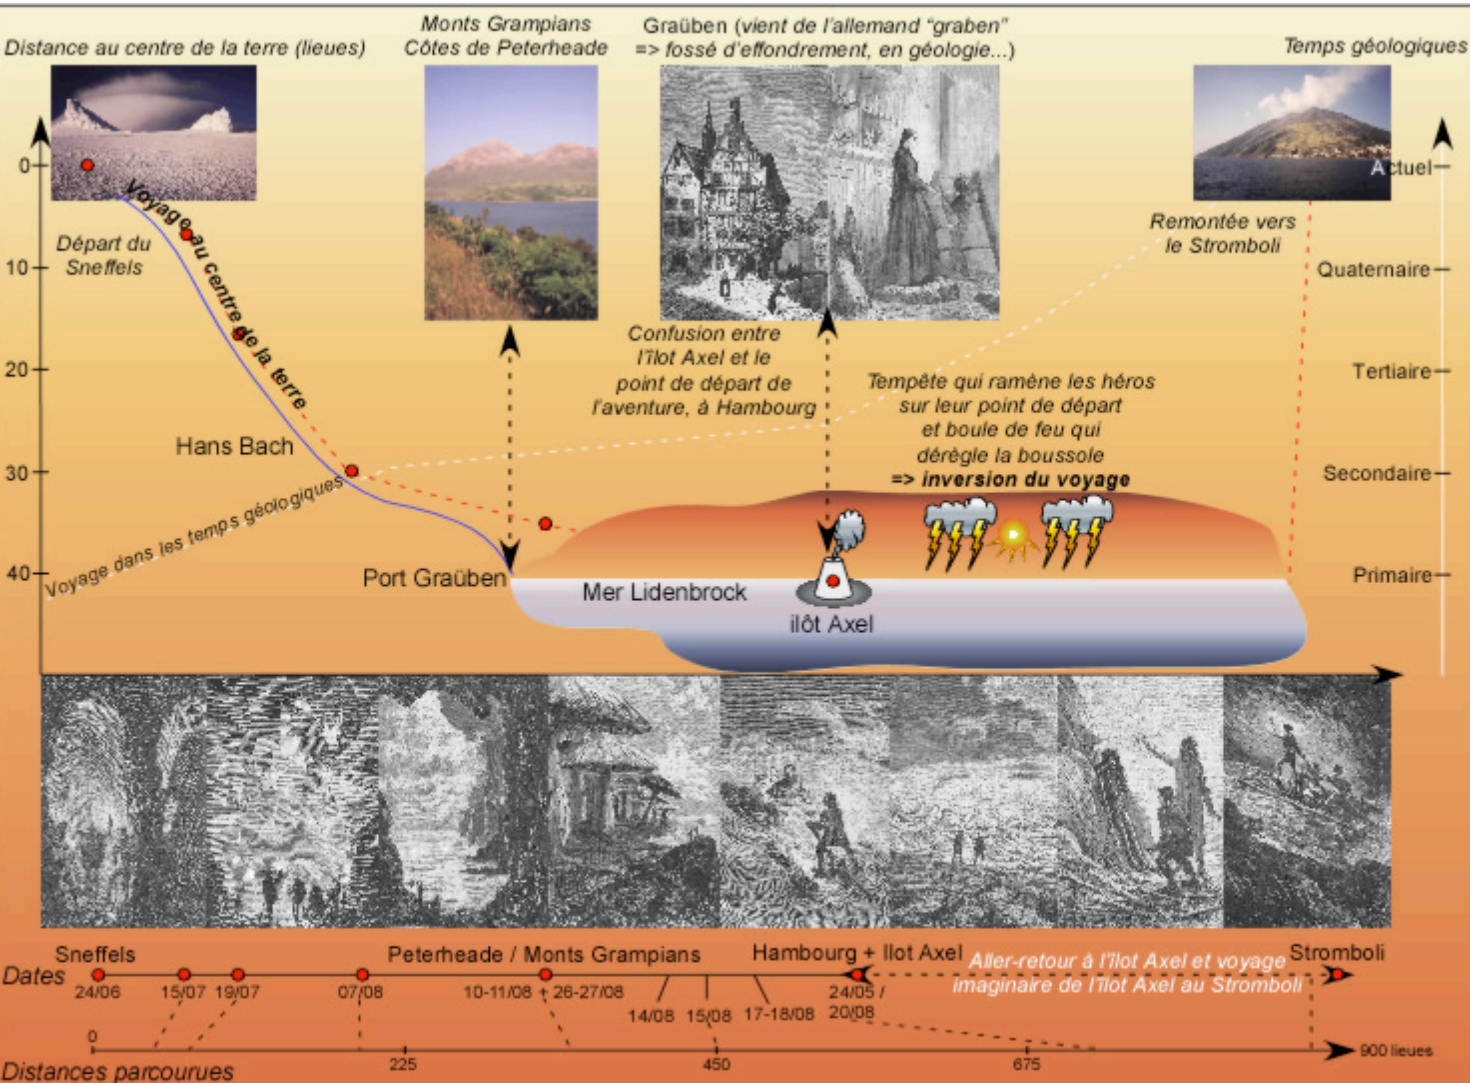 Distance au centre de la terre (lieues)
Monts Grampians
Côtes de Peterheade
Graüben (vient de l'allemand "graben"
=> fossé d'effondrement, en géologie...)
Temps géologiques
0
10
20
30
40
Départ du
Sneffels
Voyage au centre de la terre
Hans Bach
Voyage dans les temps géologiques
Port Graüben
Confusion entre
l'îlot Axel et le
point de départ de
l'aventure, à Hambourg
Tempête qui ramène les héros
sur leur point de départ
et boule de feu qui
dérègle la boussole
=> inversion du voyage
Mer Lidenbrock
ilôt Axel
Remontée vers
le Stromboli
Actuel
Quaternaire
Tertiaire
Secondaire
Primaire
Sneffels
Peterheade / Monts Grampians
Hambourg + Ilot Axel
Stromboli
Aller-retour à l'îlot Axel et voyage
imaginaire de l'îlot Axel au Stromboli
Dates
24/06
15/07
19/07
07/08
10-11/08 + 26-27/08
14/08
15/08
17-18/08
24/05 /
20/08
0
225
450
675
900 lieues
Distances parcourues